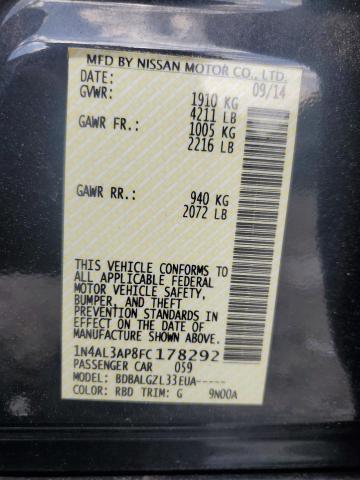 MFD BY NISSAN MOTOR CO., LTD.
DATE: 09/14
GVWR: 1910 KG
4211 LB
GAWR FR.: 1005 KG
2216 LB
GAWR RR.: 940 KG
2072 LB
THIS VEHICLE CONFORMS TO
ALL APPLICABLE FEDERAL
MOTOR VEHICLE SAFETY,
BUMPER, AND THEFT
PREVENTION STANDARDS IN
EFFECT ON THE DATE OF
MANUFACTURE SHOWN ABOVE.
1N4AL3AP8FC178292
PASSENGER CAR 059
MODEL: BDBALGZL33EUA-----
COLOR: RBD TRIM: G 9N00A